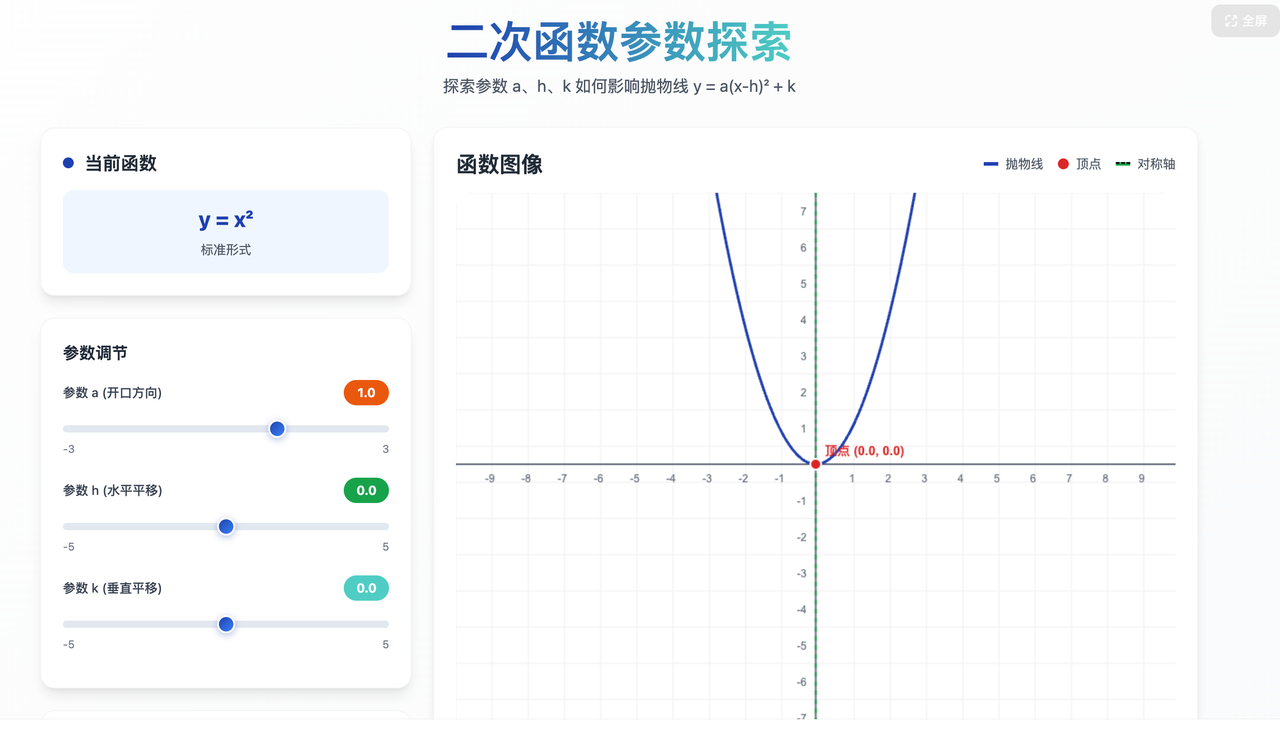 全屏
二次函数参数探索
探索参数 a、h、k 如何影响抛物线 y = a(x-h)² + k
当前函数
y = x²
标准形式
参数调节
参数 a (开口方向)
1.0
-3
3
参数 h (水平平移)
0.0
-5
5
参数 k (垂直平移)
0.0
-5
5
函数图像
抛物线
顶点
对称轴
7
6
5
4
3
2
1
顶点 (0.0, 0.0)
-9 -8 -7 -6 -5 -4 -3 -2 -1 1 2 3 4 5 6 7 8 9
-1
-2
-3
-4
-5
-6
-7